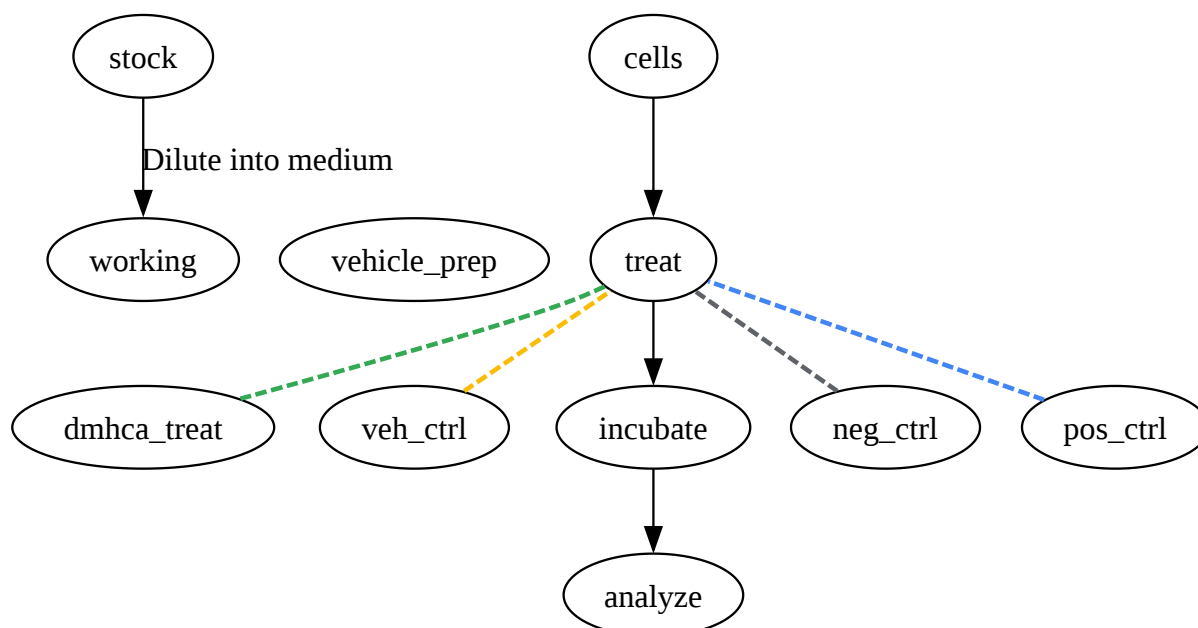 stock
cells
Dilute into medium
working
vehicle_prep
treat
dmhca_treat
veh_ctrl
incubate
neg_ctrl
pos_ctrl
analyze